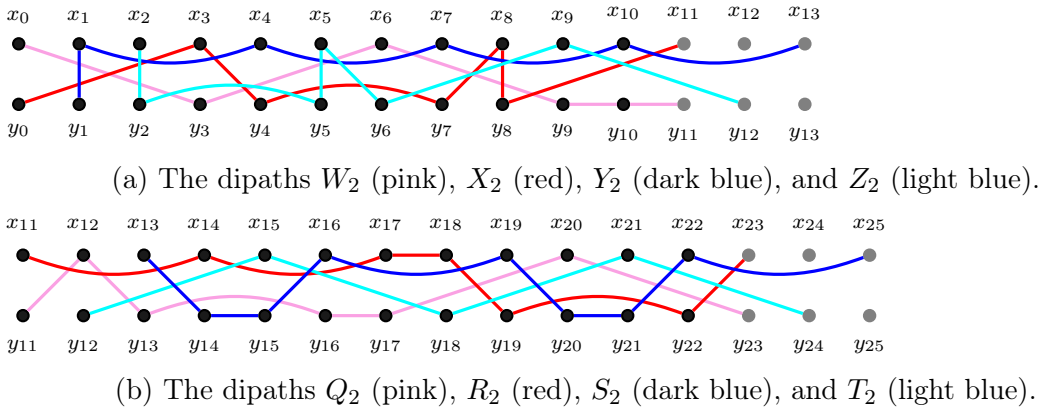 x₀ x₁ x₂ x₃ x₄ x₅ x₆ x₇ x₈ x₉ x₁₀ x₁₁ x₁₂ x₁₃
y₀ y₁ y₂ y₃ y₄ y₅ y₆ y₇ y₈ y₉ y₁₀ y₁₁ y₁₂ y₁₃
(a) The dipaths W₂ (pink), X₂ (red), Y₂ (dark blue), and Z₂ (light blue).
x₁₁ x₁₂ x₁₃ x₁₄ x₁₅ x₁₆ x₁₇ x₁₈ x₁₉ x₂₀ x₂₁ x₂₂ x₂₃ x₂₄ x₂₅
y₁₁ y₁₂ y₁₃ y₁₄ y₁₅ y₁₆ y₁₇ y₁₈ y₁₉ y₂₀ y₂₁ y₂₂ y₂₃ y₂₄ y₂₅
(b) The dipaths Q₂ (pink), R₂ (red), S₂ (dark blue), and T₂ (light blue).